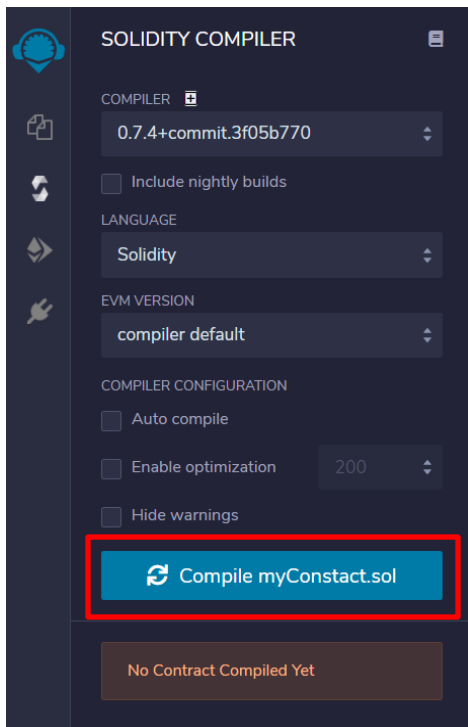 SOLIDITY COMPILER
COMPILER
0.7.4+commit.3f05b770
Include nightly builds
LANGUAGE
Solidity
EVM VERSION
compiler default
COMPILER CONFIGURATION
Auto compile
Enable optimization 200
Hide warnings
Compile myConstact.sol
No Contract Compiled Yet